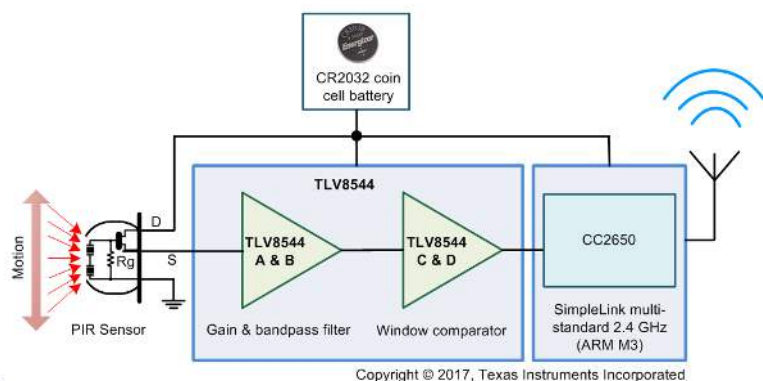 Energizer
CR2032 coin
cell battery
TLV8544
D
TLV8544
A & B
TLV8544
C & D
CC2650
Motion
Rg
S
PIR Sensor
Gain & bandpass filter
Window comparator
SimpleLink multi-
standard 2.4 GHz
(ARM M3)
Copyright © 2017, Texas Instruments Incorporated